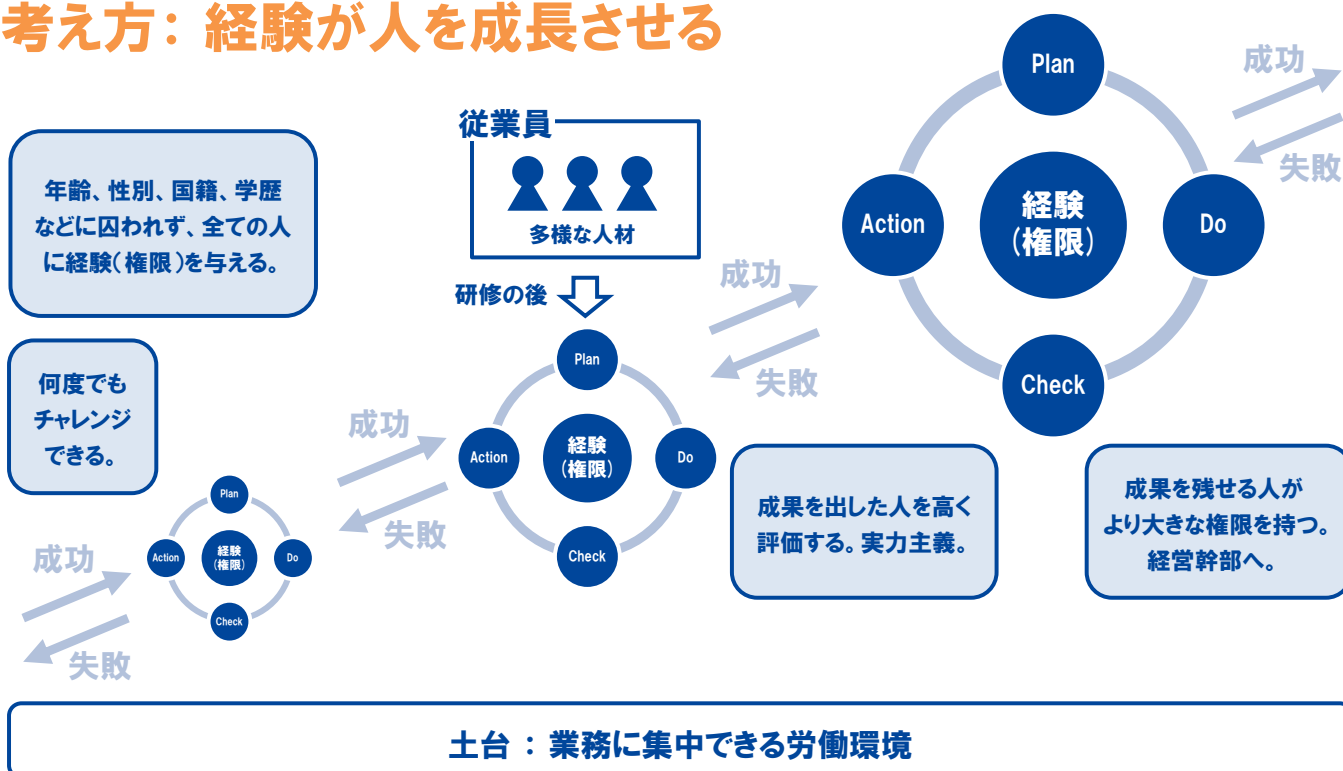 考え方：経験が人を成長させる
年齢、性別、国籍、学歴
などに囚われず、全ての人
に経験（権限）を与える。
何度でも
チャレンジ
できる。
従業員
多様な人材
研修の後
Plan
Do
Check
Action
経験
（権限）
成功
失敗
Plan
Do
Check
Action
経験
（権限）
成功
失敗
Plan
Do
Check
Action
経験
（権限）
成功
失敗
成功
失敗
成果を出した人を高く
評価する。実力主義。
成果を残せる人が
より大きな権限を持つ。
経営幹部へ。
土台：業務に集中できる労働環境